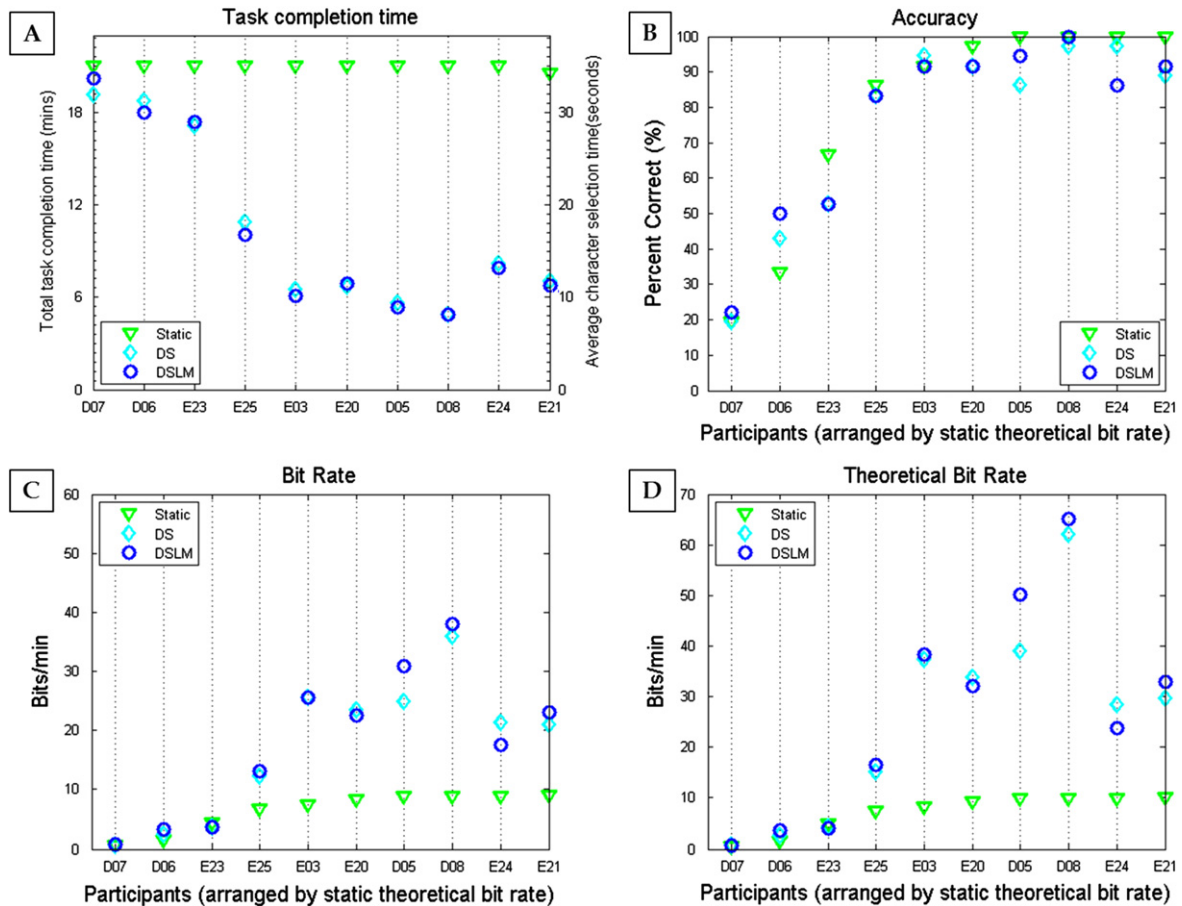 A
Task completion time
Total task completion time (mins)
18
12
6
0
30
20
10
0
Average character selection time(seconds)
Static
DS
DSLM
D07 D06 E23 E25 E03 E20 D05 D08 E24 E21
B
Accuracy
Percent Correct (%)
100
90
80
70
60
50
40
30
20
10
0
Static
DS
DSLM
D07 D06 E23 E25 E03 E20 D05 D08 E24 E21
Participants (arranged by static theoretical bit rate)
C
Bit Rate
Bits/min
60
50
40
30
20
10
0
Static
DS
DSLM
D07 D06 E23 E25 E03 E20 D05 D08 E24 E21
Participants (arranged by static theoretical bit rate)
D
Theoretical Bit Rate
Bits/min
70
60
50
40
30
20
10
0
Static
DS
DSLM
D07 D06 E23 E25 E03 E20 D05 D08 E24 E21
Participants (arranged by static theoretical bit rate)